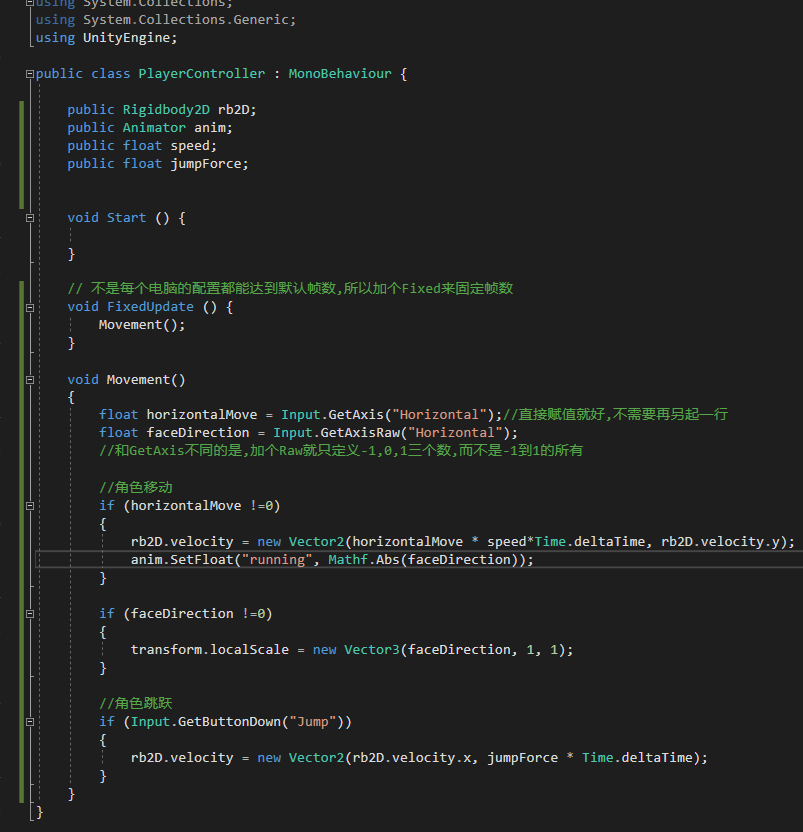 using System.Collections;
using System.Collections.Generic;
using UnityEngine;
public class PlayerController : MonoBehaviour {
public Rigidbody2D rb2D;
public Animator anim;
public float speed;
public float jumpForce;
void Start () {
}
// 不是每个电脑的配置都能达到默认帧数,所以加个Fixed来固定帧数
void FixedUpdate () {
Movement();
}
void Movement()
{
float horizontalMove = Input.GetAxis("Horizontal");//直接赋值就好,不需要再另起一行
float faceDirection = Input.GetAxisRaw("Horizontal");
//和GetAxis不同的是,加个Raw就只定义-1,0,1三个数,而不是-1到1的所有
//角色移动
if (horizontalMove !=0)
{
rb2D.velocity = new Vector2(horizontalMove * speed*Time.deltaTime, rb2D.velocity.y);
anim.SetFloat("running", Mathf.Abs(faceDirection));
}
if (faceDirection !=0)
{
transform.localScale = new Vector3(faceDirection, 1, 1);
}
//角色跳跃
if (Input.GetButtonDown("Jump"))
{
rb2D.velocity = new Vector2(rb2D.velocity.x, jumpForce * Time.deltaTime);
}
}
}